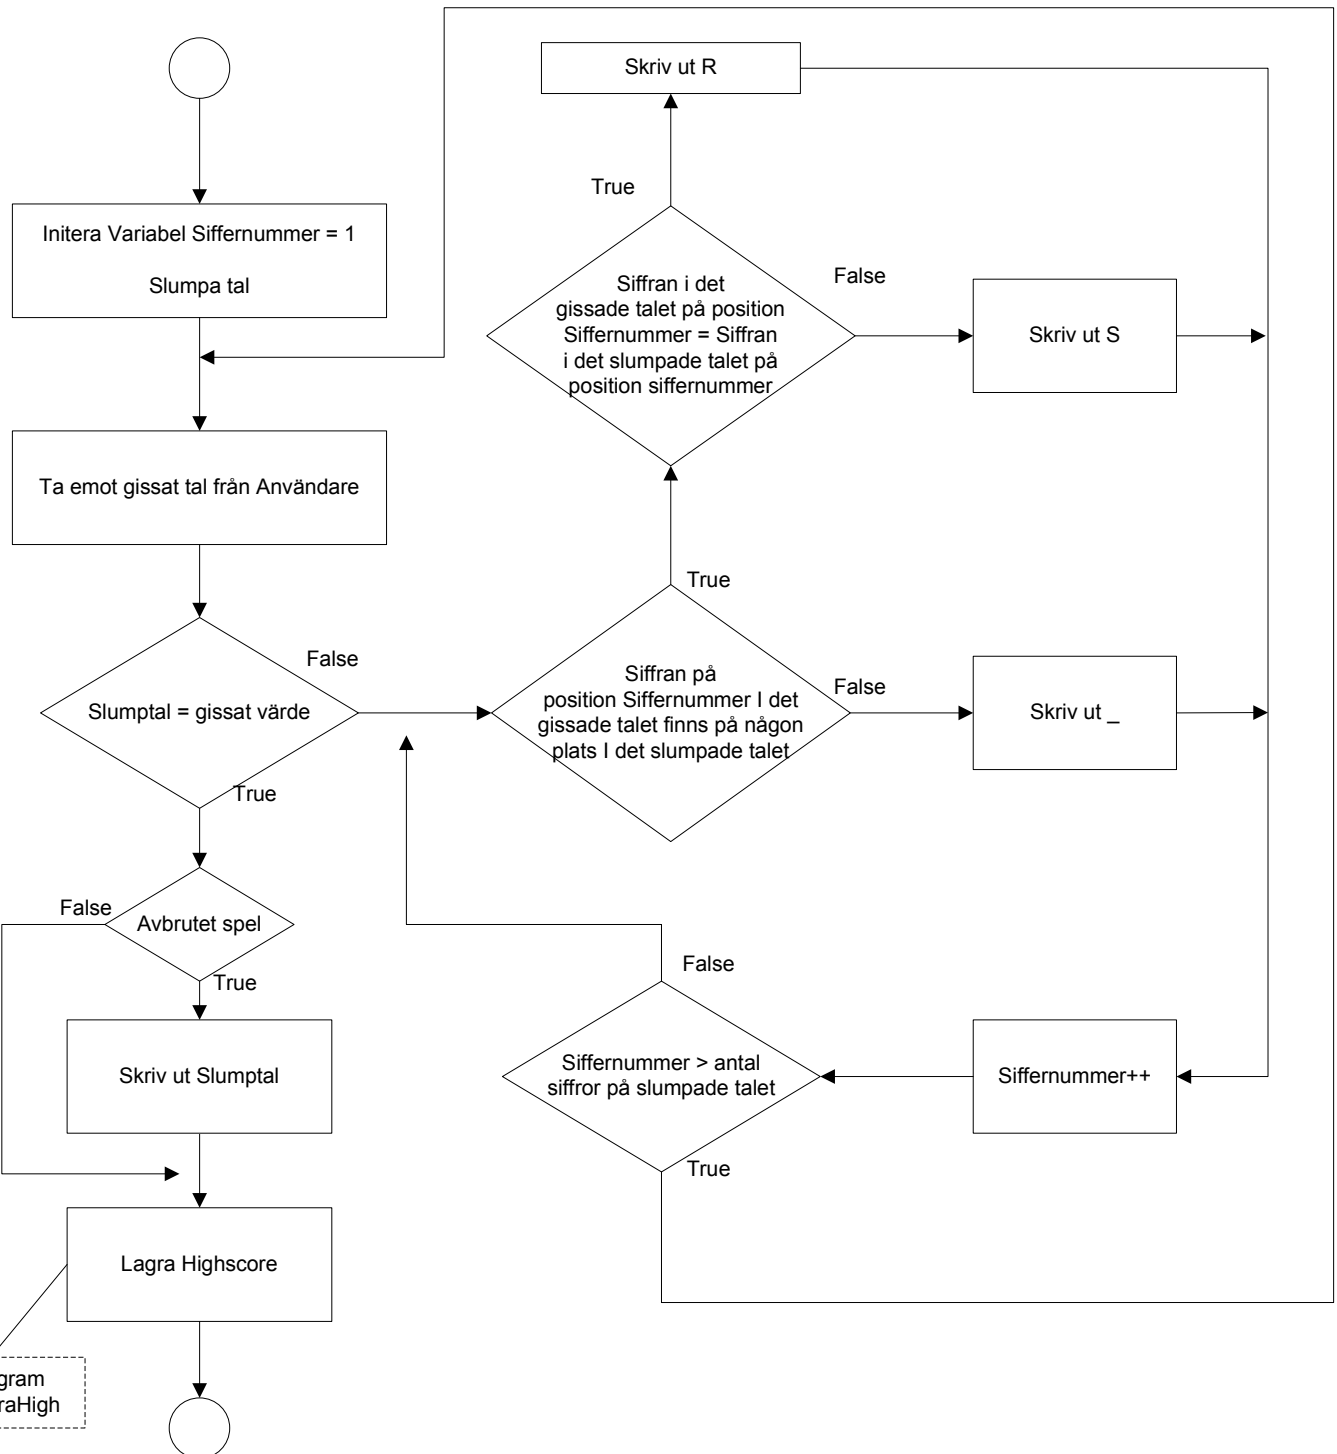 Skriv ut R
True
Initera Variabel Siffernummer = 1
Slumpa tal
Siffran i det
gissade talet på position
Siffernummer = Siffran
i det slumpade talet på
position siffernummer
False
Skriv ut S
Ta emot gissat tal från Användare
True
Slumptal = gissat värde
False
Siffran på
position Siffernummer I det
gissade talet finns på någon
plats I det slumpade talet
False
Skriv ut _
True
Avbrutet spel
False
True
Skriv ut Slumptal
False
Siffernummer > antal
siffror på slumpade talet
True
Siffernummer++
Lagra Highscore
gram
raHigh